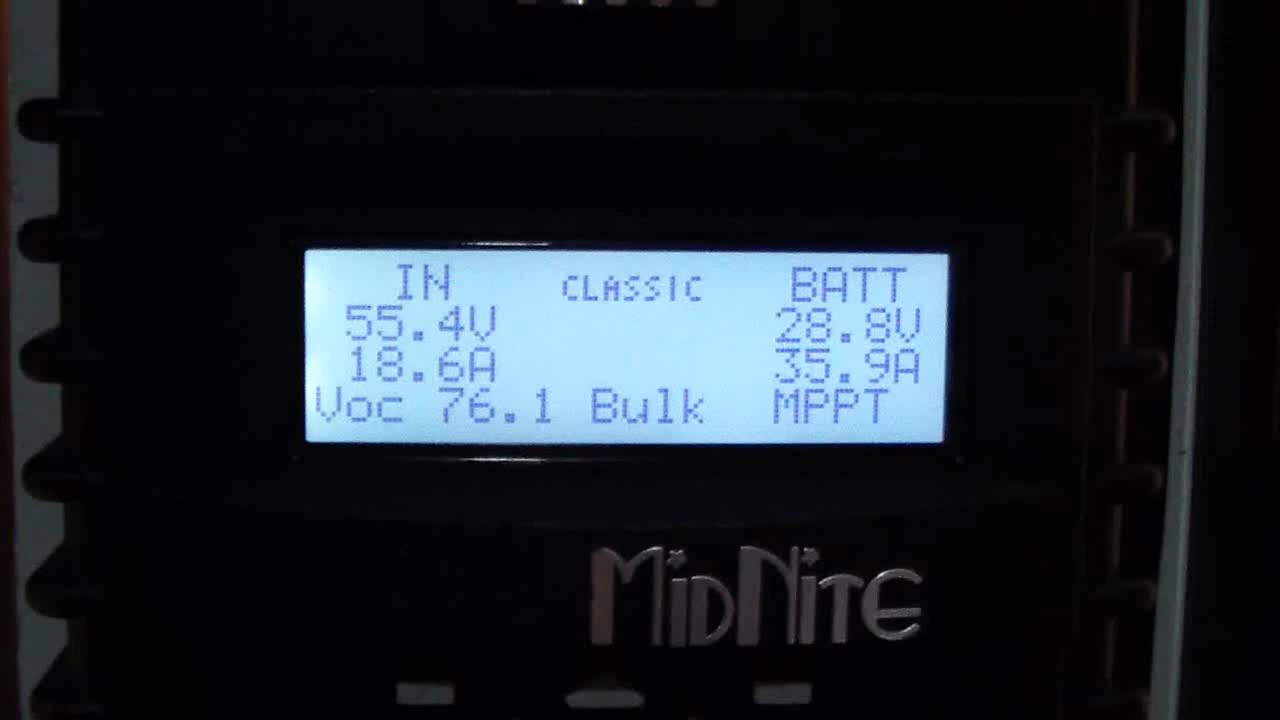 IN CLASSIC BATT
55.4V 28.8V
18.6A 35.9A
Voc 76.1 Bulk MPPT
MIDNITE